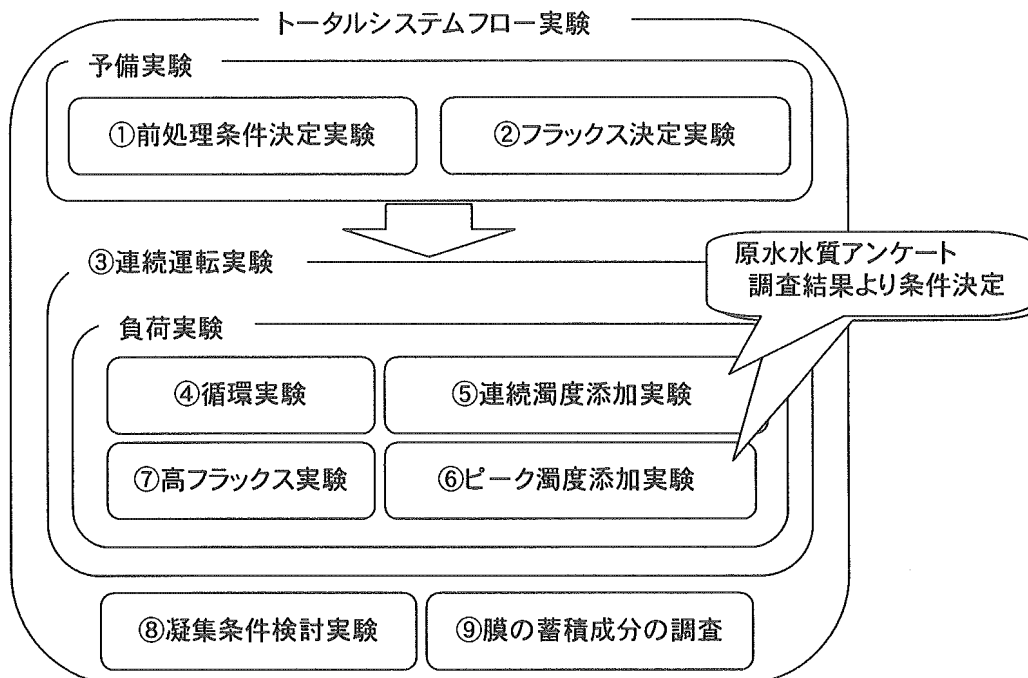 トータルシステムフロー実験
予備実験
①前処理条件決定実験
②フラックス決定実験
③連続運転実験
原水水質アンケート
調査結果より条件決定
負荷実験
④循環実験
⑤連続濁度添加実験
⑦高フラックス実験
⑥ピーク濁度添加実験
⑧凝集条件検討実験
⑨膜の蓄積成分の調査